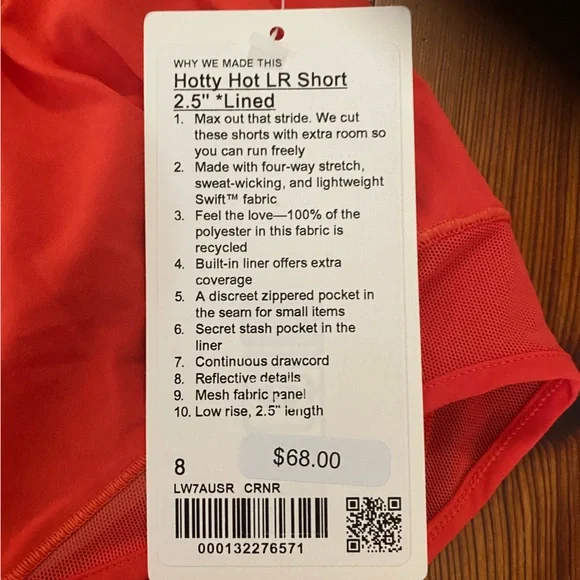 WHY WE MADE THIS
Hotty Hot LR Short
2.5" *Lined
1. Max out that stride. We cut
these shorts with extra room so
you can run freely
2. Made with four-way stretch,
sweat-wicking, and lightweight
Swift™ fabric
3. Feel the love—100% of the
polyester in this fabric is
recycled
4. Built-in liner offers extra
coverage
5. A discreet zippered pocket in
the seam for small items
6. Secret stash pocket in the
liner
7. Continuous drawcord
8. Reflective details
9. Mesh fabric panel
10. Low rise, 2.5" length
8
$68.00
LW7AUSR CRNR
000132276571